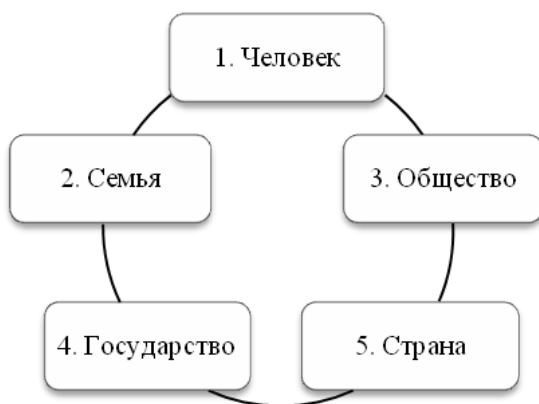 1. Человек
2. Семья
3. Общество
4. Государство
5. Страна